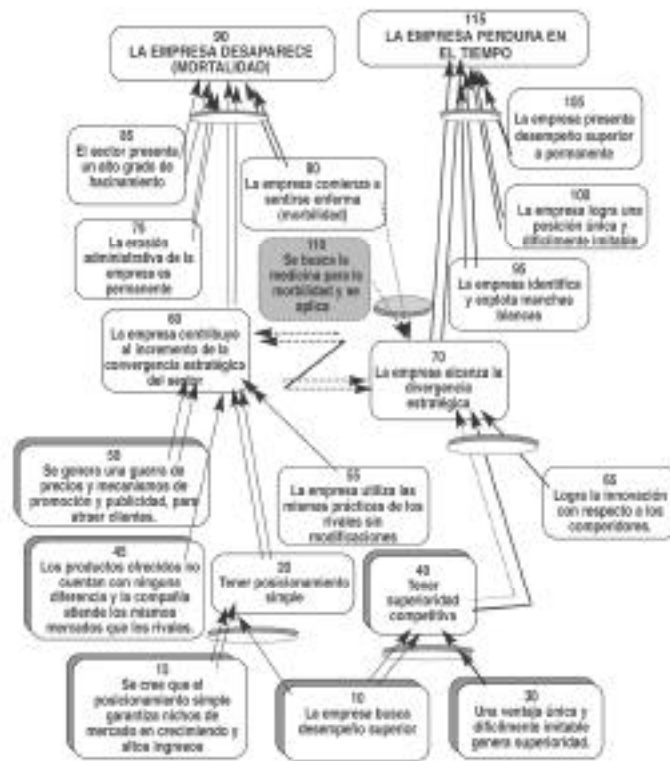 90
LA EMPRESA DESAPARECE
(MORTALIDAD)
115
LA EMPRESA PERDURA EN
EL TIEMPO
85
El sector presenta,
un alto grado de
hacinamiento
105
La empresa presenta
desempeño superior
a permanente
80
La empresa comienza a
sentirse enferma
(morbilidad)
100
La empresa logra una
posición única y
difícilmente imitable
75
La erosión
administrativa de la
empresa es
permanente
110
Se busca la
medicina para la
morbilidad y se
aplica
95
La empresa identifica
y explota manchas
blancas
60
La empresa contribuye
al incremento de la
convergencia estratégica
del sector
70
La empresa alcanza la
divergencia
estratégica
50
Se genera una guerra de
precios y mecanismos de
promoción y publicidad, para
atraer clientes.
55
La empresa utiliza las
mismas prácticas de los
rivales sin
modificaciones
65
Logra la innovación
con respecto a los
competidores.
45
Los productos ofrecidos no
cuentan con ninguna
diferencia y la compañía
atiende los mismos
mercados que los rivales.
20
Tener posicionamiento
simple
40
Tener
superioridad
competitiva
15
Se cree que el
posicionamiento simple
garantiza nichos de
mercado en crecimiento y
altos ingresos
10
La empresa busca
desempeño superior
30
Una ventaja única y
difícilmente imitable
genera superioridad.